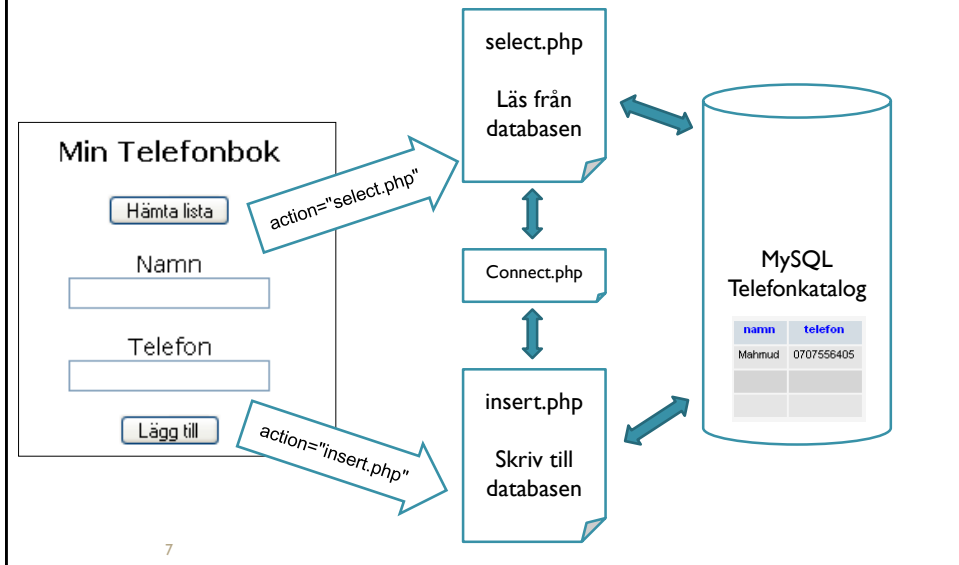 Min Telefonbok
Hämta lista
Namn
Telefon
Lägg till
action="select.php"
action="insert.php"
select.php
Läs från
databasen
Connect.php
insert.php
Skriv till
databasen
MySQL
Telefonkatalog
namn telefon
Mahmud 0707556405
7